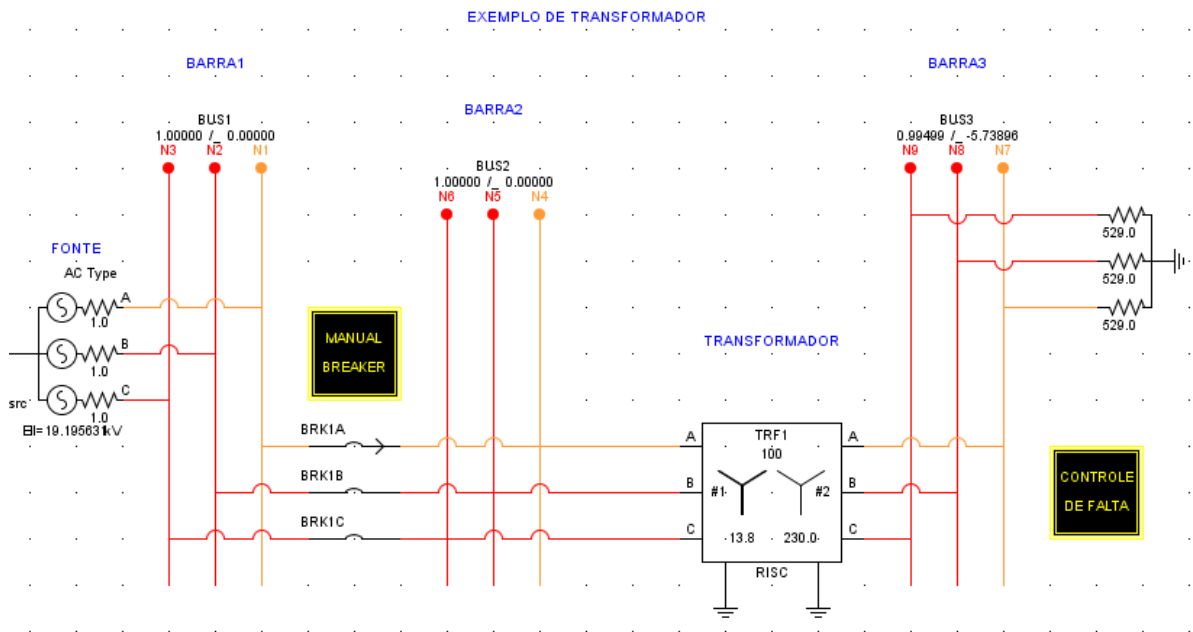 EXEMPLO DE TRANSFORMADOR
BARRA1
BARRA2
BARRA3
BUS1
1.00000 /_ 0.00000
N3 N2 N1
BUS2
1.00000 /_ 0.00000
N6 N5 N4
BUS3
0.99499 /_ -5.73896
N9 N8 N7
529.0
529.0
529.0
FONTE
AC Type
A
1.0
B
1.0
C
1.0
src
EI= 19.195631kV
MANUAL
BREAKER
BRK1A
BRK1B
BRK1C
TRANSFORMADOR
A TRF1 A
100
B #1 #2 B
C C
13.8 230.0
RISC
CONTROLE
DE FALTA